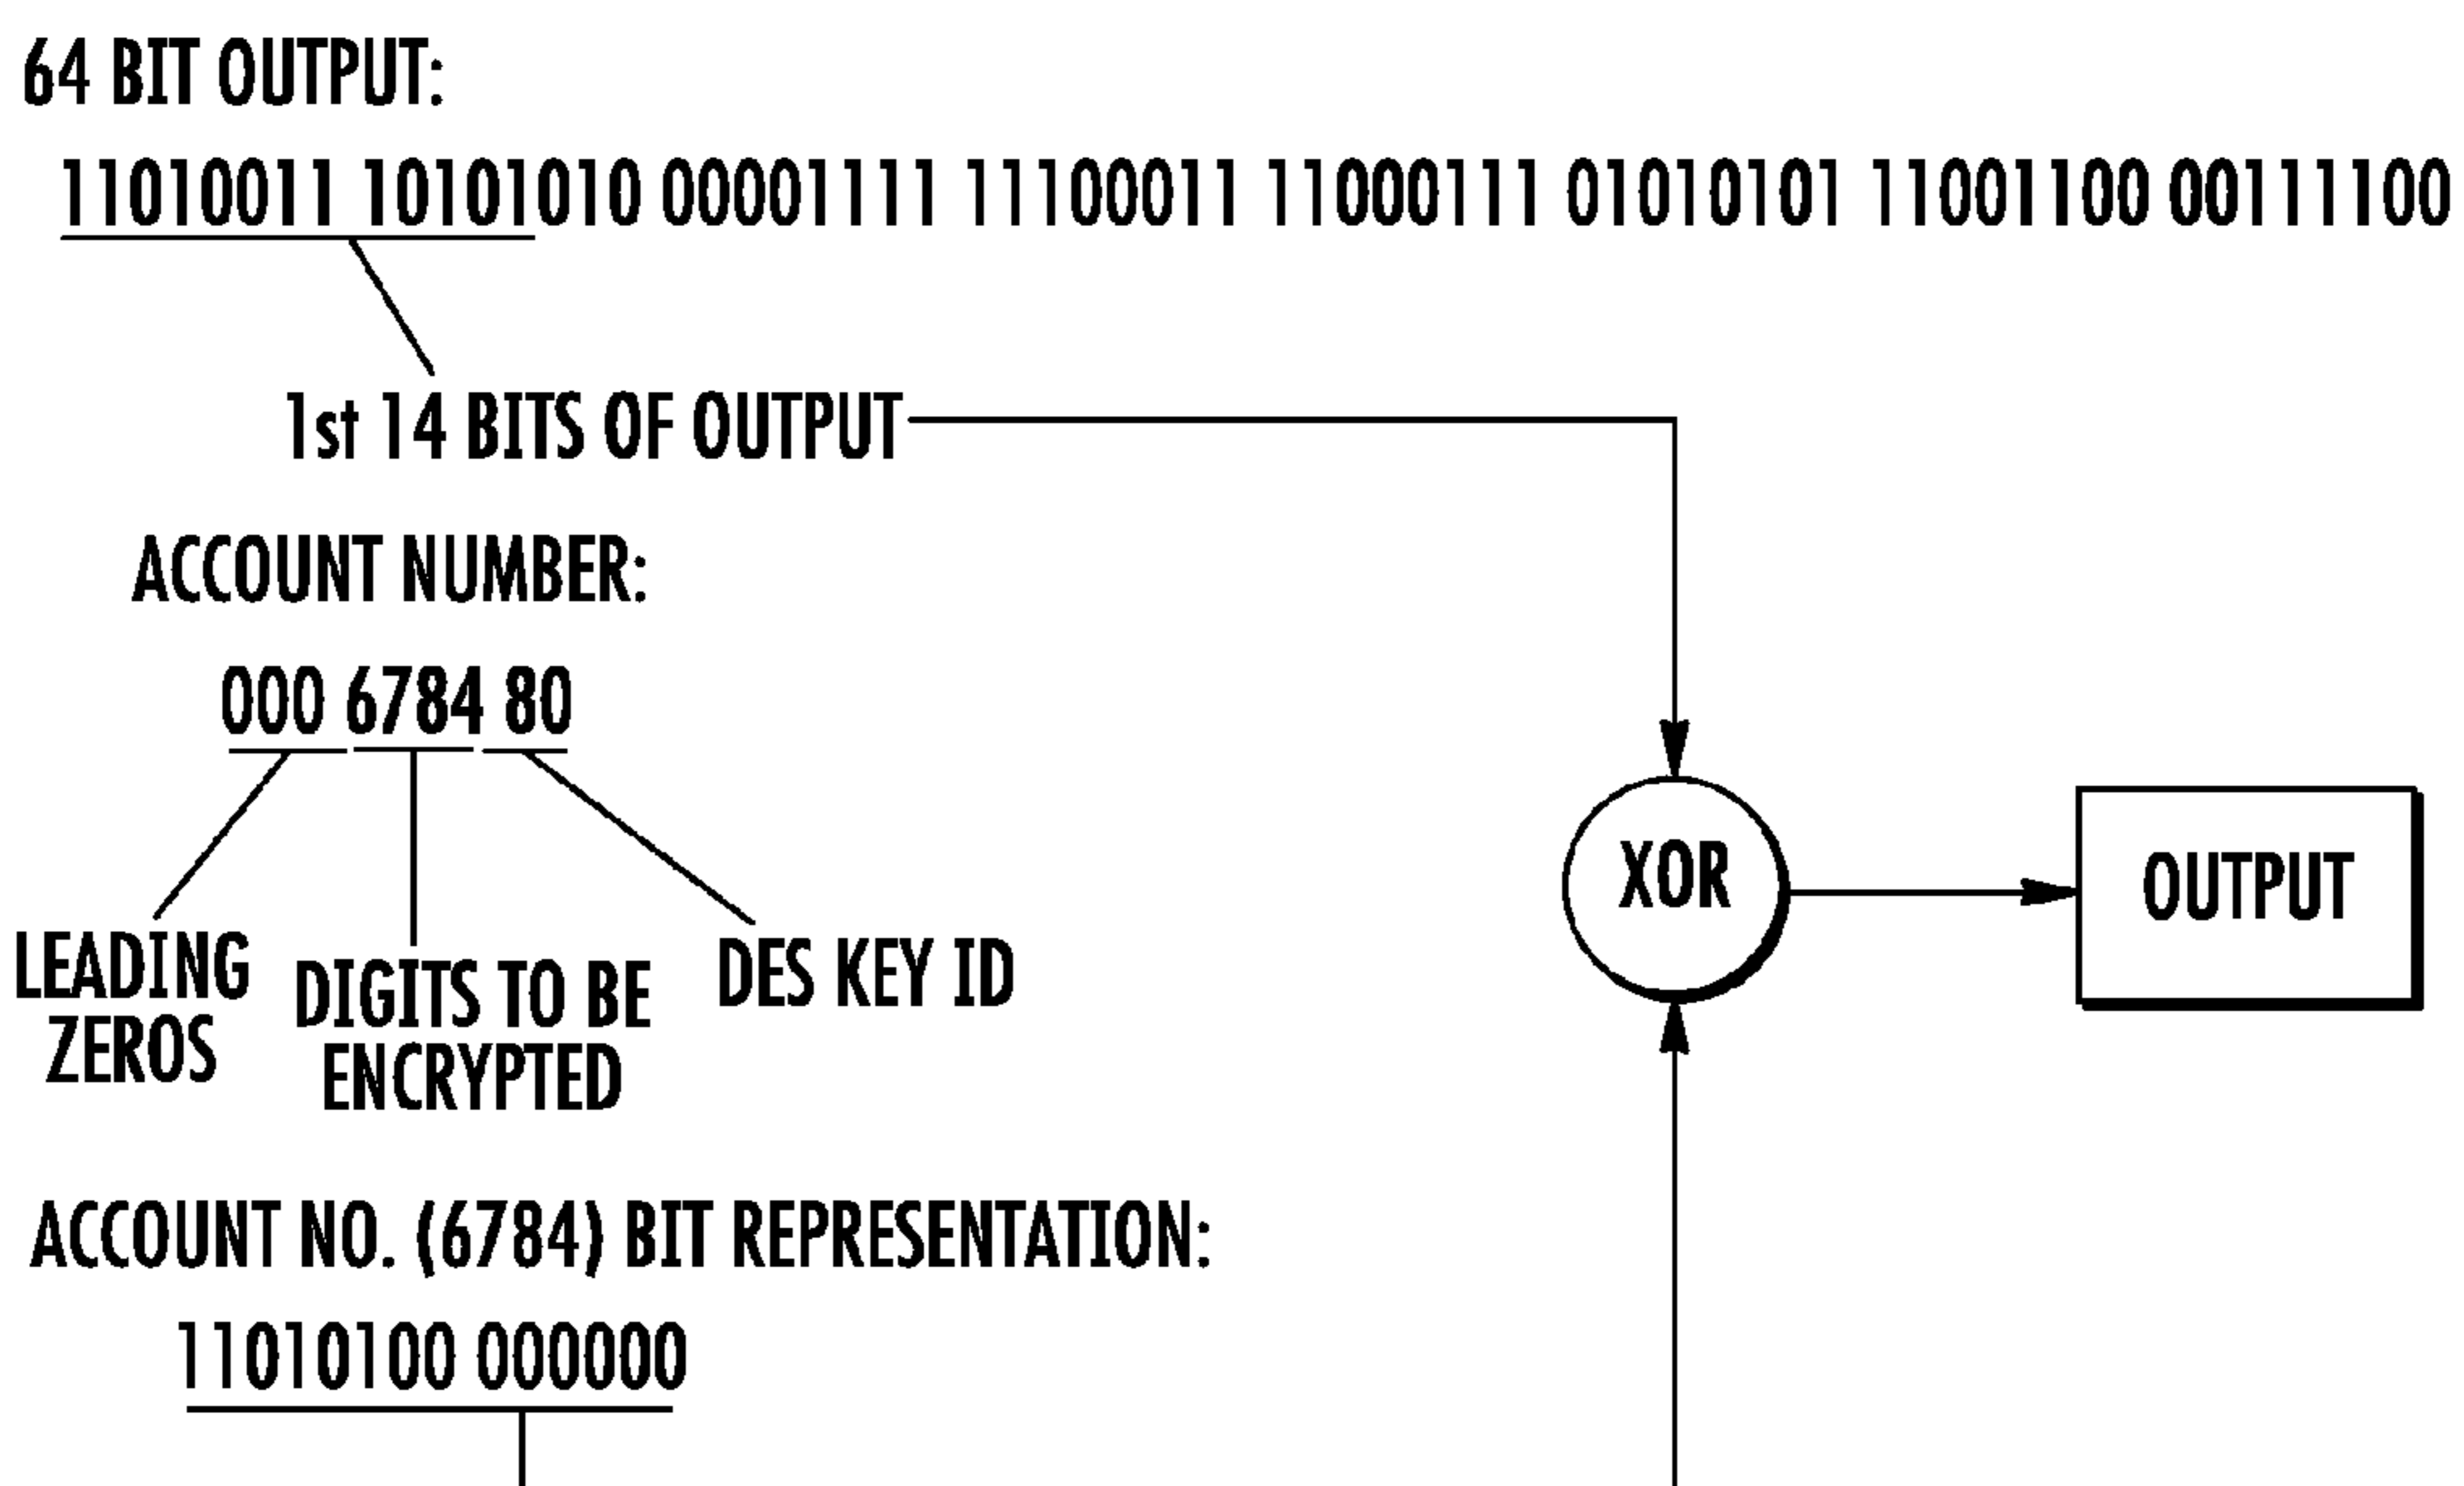 64 BIT OUTPUT:
11010011 10101010 00001111 11100011 11000111 01010101 11001100 00111100
1st 14 BITS OF OUTPUT
ACCOUNT NUMBER:
000 6784 80
XOR
OUTPUT
LEADING
ZEROS
DIGITS TO BE
ENCRYPTED
DES KEY ID
ACCOUNT NO. (6784) BIT REPRESENTATION:
11010100 000000